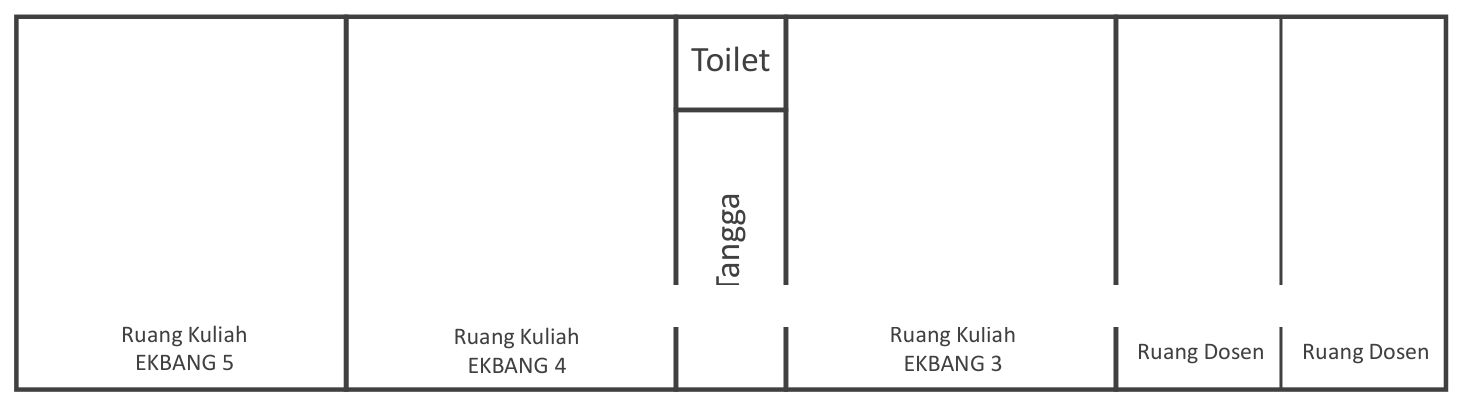 Toilet
Tangga
Ruang Kuliah
EKBANG 5
Ruang Kuliah
EKBANG 4
Ruang Kuliah
EKBANG 3
Ruang Dosen
Ruang Dosen